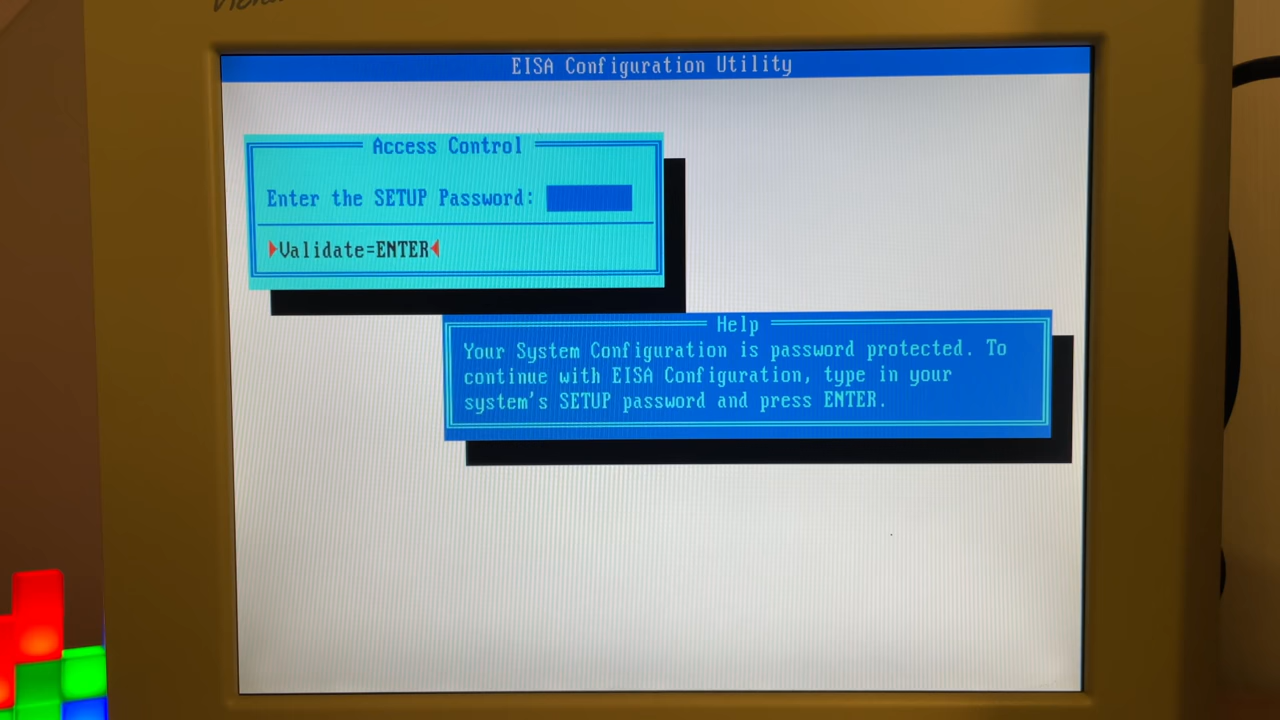 EISA Configuration Utility
Access Control
Enter the SETUP Password:
Validate=ENTER
Help
Your System Configuration is password protected. To
continue with EISA Configuration, type in your
system's SETUP password and press ENTER.